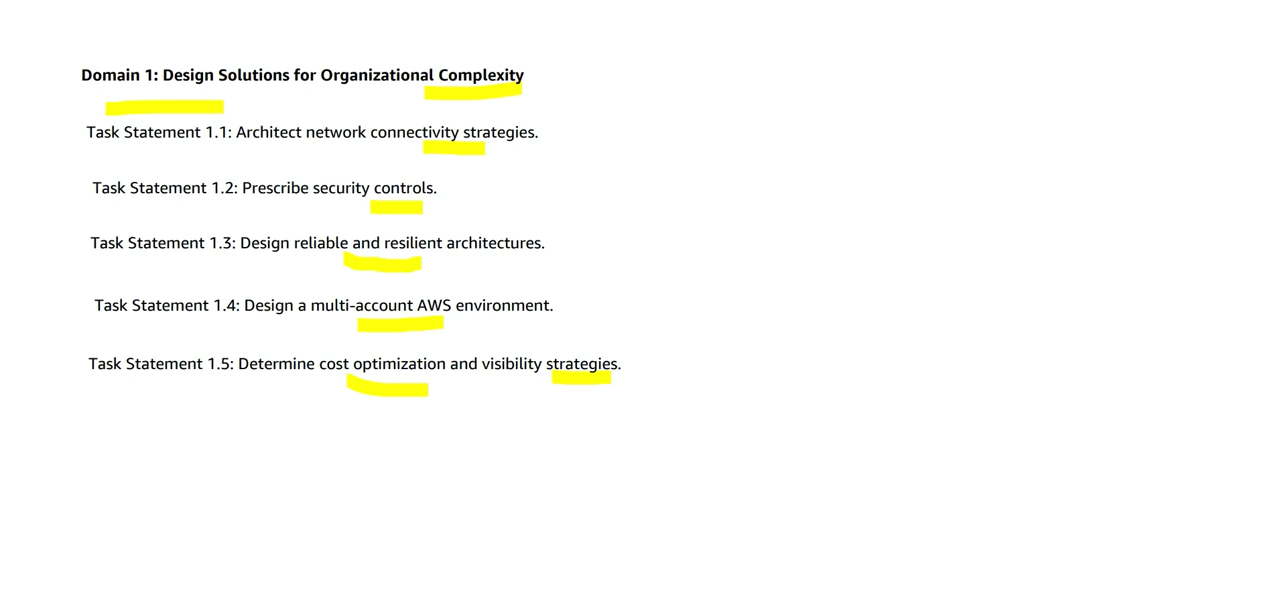 Domain 1: Design Solutions for Organizational Complexity
Task Statement 1.1: Architect network connectivity strategies.
Task Statement 1.2: Prescribe security controls.
Task Statement 1.3: Design reliable and resilient architectures.
Task Statement 1.4: Design a multi-account AWS environment.
Task Statement 1.5: Determine cost optimization and visibility strategies.